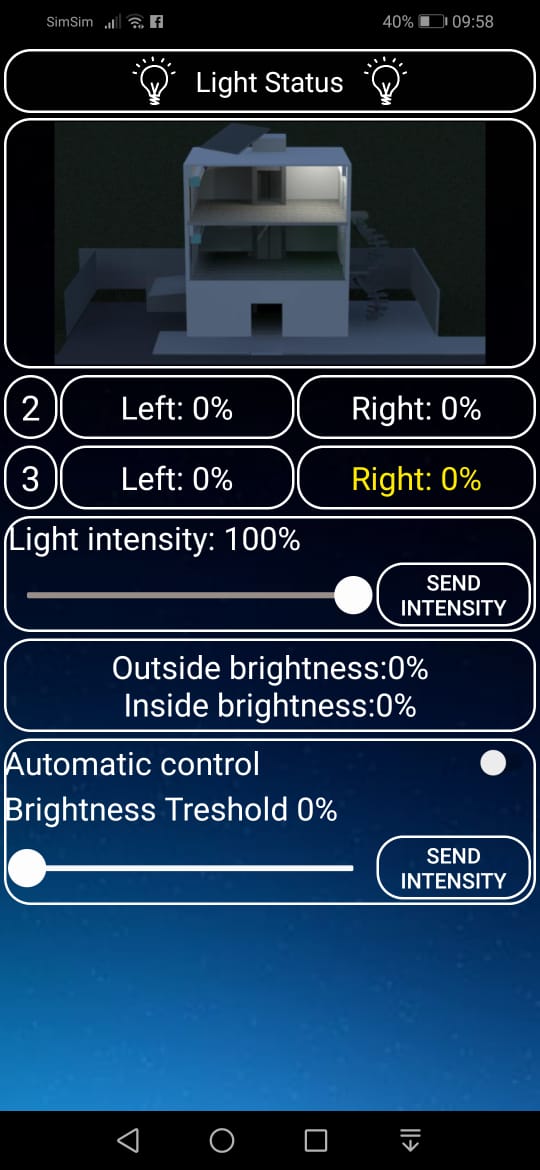 SimSim 40% 09:58
Light Status
2 Left: 0% Right: 0%
3 Left: 0% Right: 0%
Light intensity: 100%
SEND
INTENSITY
Outside brightness:0%
Inside brightness:0%
Automatic control
Brightness Treshold 0%
SEND
INTENSITY